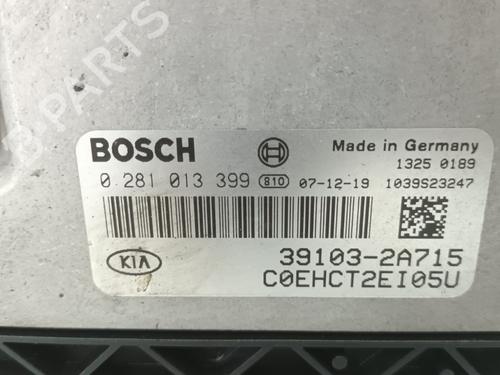 B-PARTS
BOSCH
Made in Germany
1325 0189
0 281 013 399 810 07-12-19 1039S23247
KIA
39103-2A715
C0EHCT2EI05U